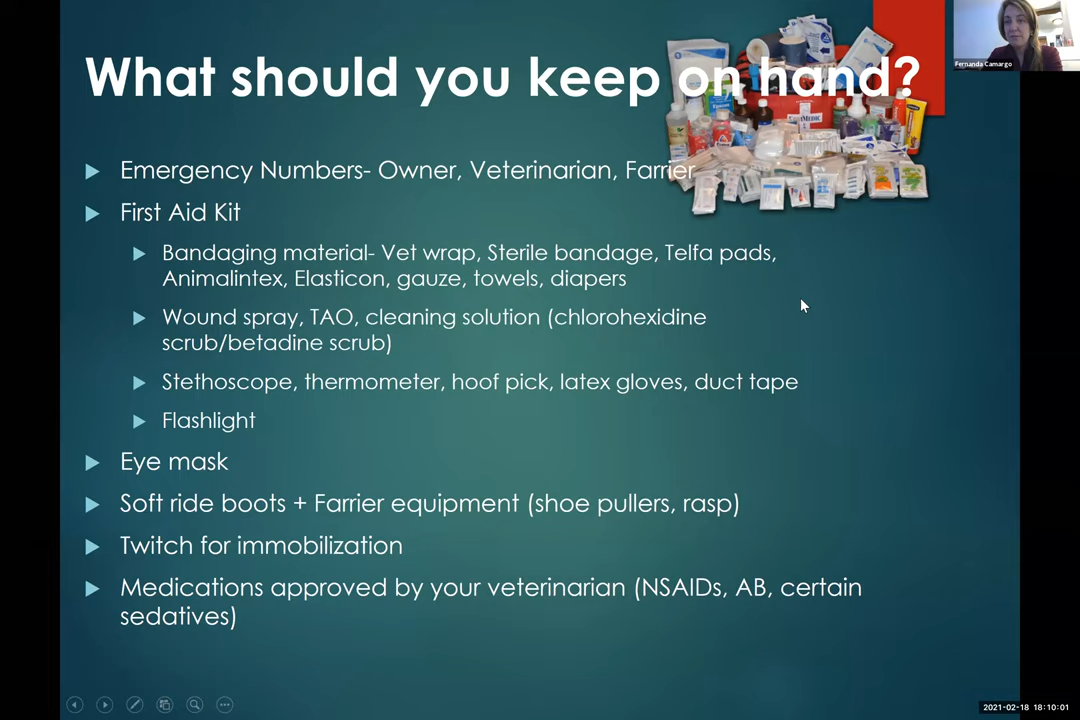 What should you keep on hand?
Fernanda Camargo
Emergency Numbers- Owner, Veterinarian, Farrier
First Aid Kit
Bandaging material- Vet wrap, Sterile bandage, Telfa pads,
Animalintex, Elasticon, gauze, towels, diapers
Wound spray, TAO, cleaning solution (chlorohexidine
scrub/betadine scrub)
Stethoscope, thermometer, hoof pick, latex gloves, duct tape
Flashlight
Eye mask
Soft ride boots + Farrier equipment (shoe pullers, rasp)
Twitch for immobilization
Medications approved by your veterinarian (NSAIDs, AB, certain
sedatives)
2021-02-18 18:10:01